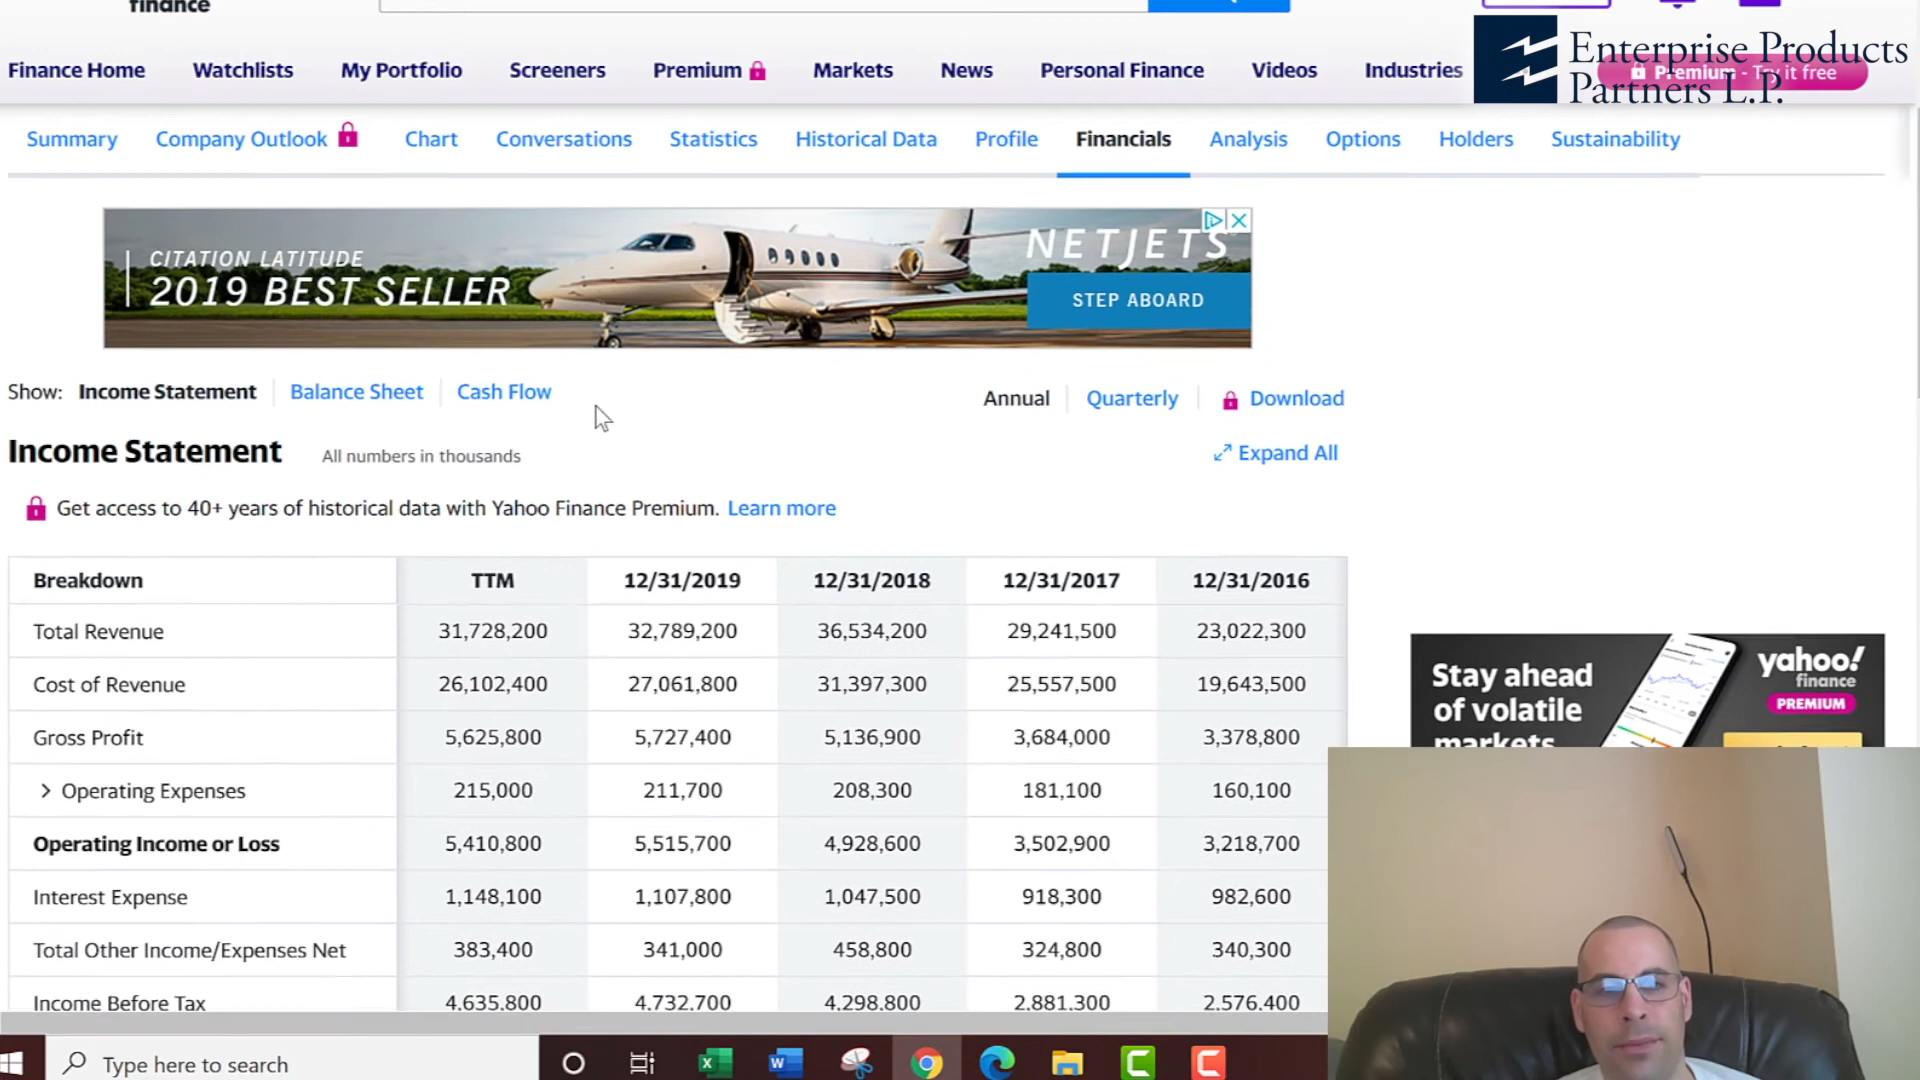 finance
Finance Home Watchlists My Portfolio Screeners Premium Markets News Personal Finance Videos Industries
Premium - Try it free
Enterprise Products
Partners L.P.
Summary Company Outlook Chart Conversations Statistics Historical Data Profile Financials Analysis Options Holders Sustainability
CITATION LATITUDE
2019 BEST SELLER
NETJETS
STEP ABOARD
Show: Income Statement Balance Sheet Cash Flow
Annual Quarterly Download
Income Statement All numbers in thousands
Expand All
Get access to 40+ years of historical data with Yahoo Finance Premium. Learn more
Breakdown TTM 12/31/2019 12/31/2018 12/31/2017 12/31/2016
Total Revenue 31,728,200 32,789,200 36,534,200 29,241,500 23,022,300
Cost of Revenue 26,102,400 27,061,800 31,397,300 25,557,500 19,643,500
Gross Profit 5,625,800 5,727,400 5,136,900 3,684,000 3,378,800
Operating Expenses 215,000 211,700 208,300 181,100 160,100
Operating Income or Loss 5,410,800 5,515,700 4,928,600 3,502,900 3,218,700
Interest Expense 1,148,100 1,107,800 1,047,500 918,300 982,600
Total Other Income/Expenses Net 383,400 341,000 458,800 324,800 340,300
Income Before Tax 4,635,800 4,732,700 4,298,800 2,881,300 2,576,400
Stay ahead
of volatile
markets
yahoo!
finance
PREMIUM
Type here to search